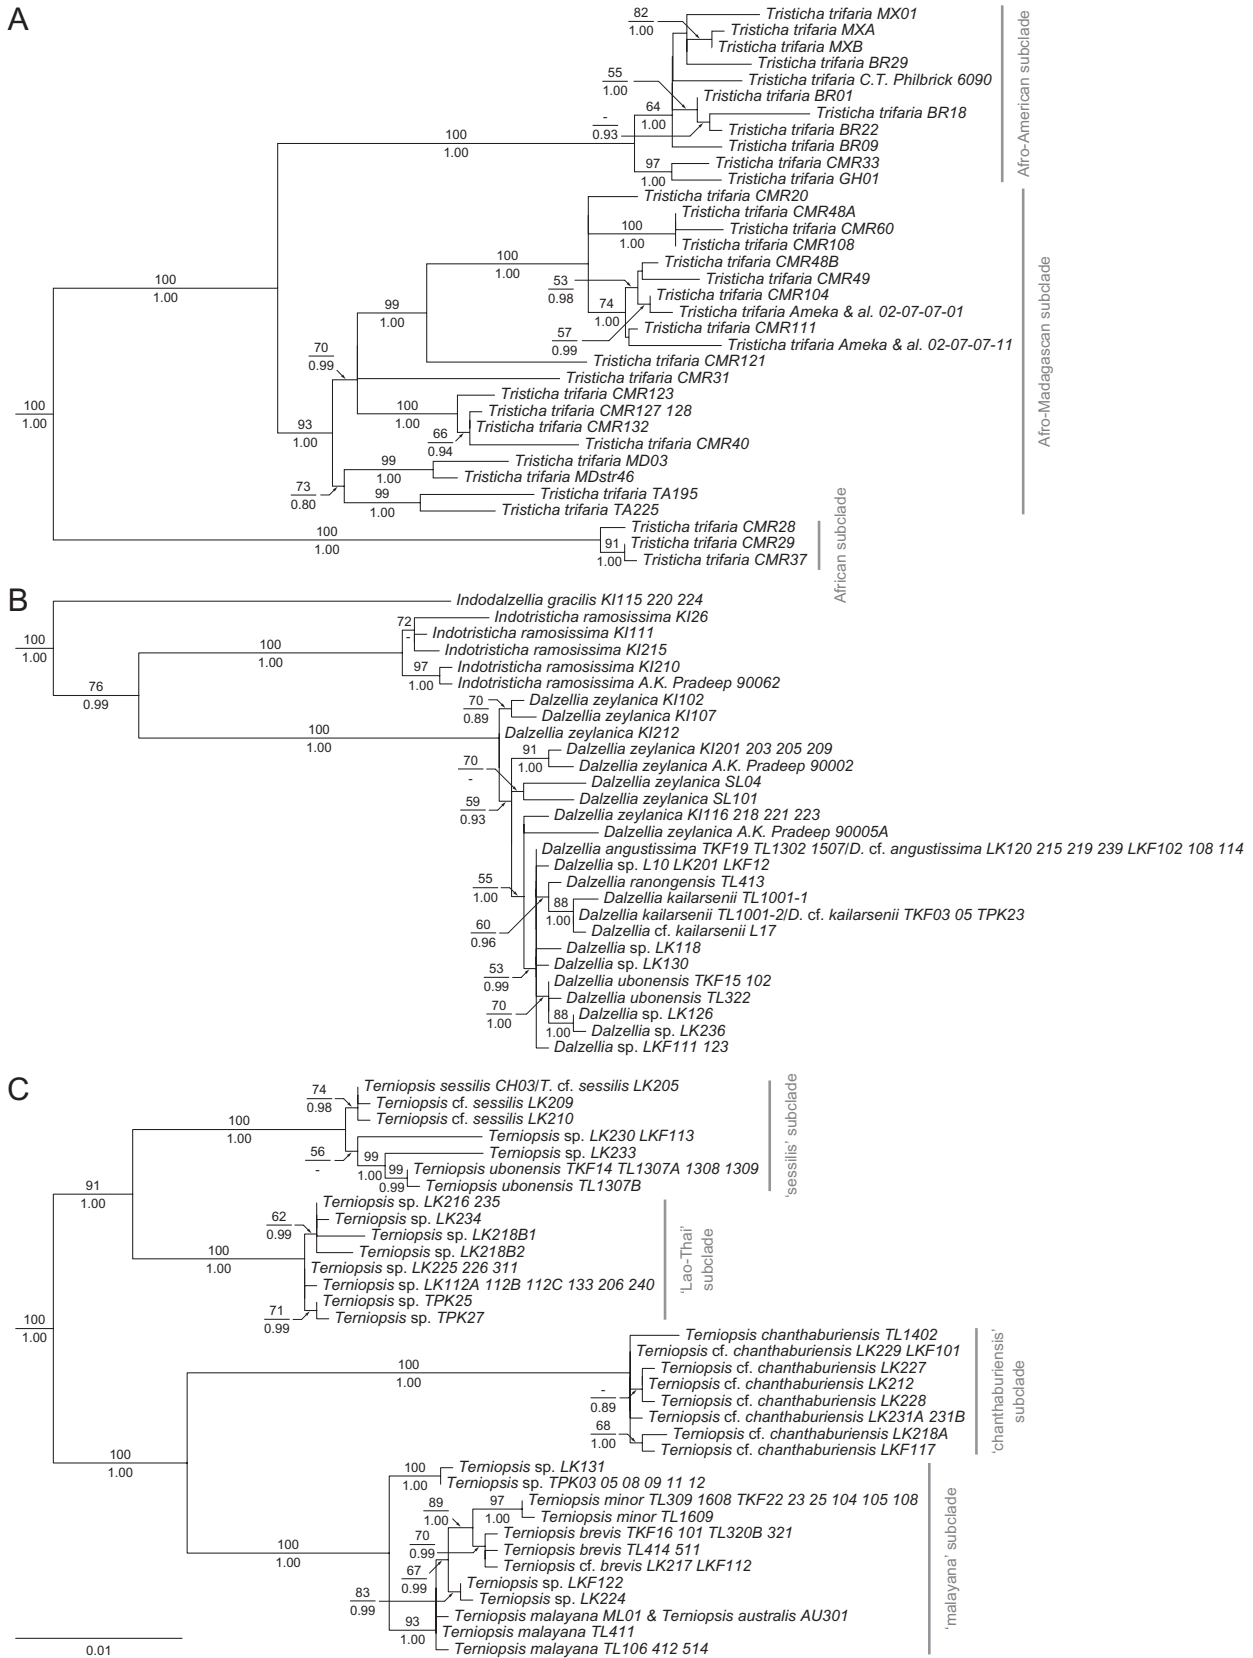 A
82
1.00
Tristicha trifaria MX01
Tristicha trifaria MXA
Tristicha trifaria MXB
Tristicha trifaria BR29
Tristicha trifaria C.T. Philbrick 6090
55
1.00
Tristicha trifaria BR01
64
1.00
Tristicha trifaria BR18
-
0.93
Tristicha trifaria BR22
Tristicha trifaria BR09
100
1.00
97
1.00
Tristicha trifaria CMR33
Tristicha trifaria GH01
Afro-American subclade
Tristicha trifaria CMR20
Tristicha trifaria CMR48A
100
1.00
Tristicha trifaria CMR60
Tristicha trifaria CMR108
100
1.00
Tristicha trifaria CMR48B
53
0.98
Tristicha trifaria CMR49
100
1.00
Tristicha trifaria CMR104
74
1.00
Tristicha trifaria Ameka & al. 02-07-07-01
99
1.00
Tristicha trifaria CMR111
57
0.99
Tristicha trifaria Ameka & al. 02-07-07-11
70
0.99
Tristicha trifaria CMR121
Tristicha trifaria CMR31
Tristicha trifaria CMR123
100
1.00
Tristicha trifaria CMR127 128
100
1.00
Tristicha trifaria CMR132
93
1.00
66
0.94
Tristicha trifaria CMR40
99
1.00
Tristicha trifaria MD03
Tristicha trifaria MDstr46
73
0.80
99
1.00
Tristicha trifaria TA195
Tristicha trifaria TA225
Afro-Madagascan subclade
100
1.00
Tristicha trifaria CMR28
91
1.00
Tristicha trifaria CMR29
Tristicha trifaria CMR37
African subclade
B
Indodalzellia gracilis KI115 220 224
72
-
Indotristicha ramosissima KI26
Indotristicha ramosissima KI111
100
1.00
100
1.00
Indotristicha ramosissima KI215
97
1.00
Indotristicha ramosissima KI210
Indotristicha ramosissima A.K. Pradeep 90062
76
0.99
70
0.89
Dalzellia zeylanica KI102
Dalzellia zeylanica KI107
100
1.00
Dalzellia zeylanica KI212
91
1.00
Dalzellia zeylanica KI201 203 205 209
Dalzellia zeylanica A.K. Pradeep 90002
70
-
Dalzellia zeylanica SL04
Dalzellia zeylanica SL101
59
0.93
Dalzellia zeylanica KI116 218 221 223
Dalzellia zeylanica A.K. Pradeep 90005A
Dalzellia angustissima TKF19 TL1302 1507/D. cf. angustissima LK120 215 219 239 LKF102 108 114
Dalzellia sp. L10 LK201 LKF12
55
1.00
Dalzellia ranongensis TL413
88
1.00
Dalzellia kailarsenii TL1001-1
Dalzellia kailarsenii TL1001-2/D. cf. kailarsenii TKF03 05 TPK23
60
0.96
Dalzellia cf. kailarsenii L17
Dalzellia sp. LK118
53
0.99
Dalzellia sp. LK130
Dalzellia ubonensis TKF15 102
70
1.00
Dalzellia ubonensis TL322
88
1.00
Dalzellia sp. LK126
Dalzellia sp. LK236
Dalzellia sp. LKF111 123
C
74
0.98
Terniopsis sessilis CH03/T. cf. sessilis LK205
Terniopsis cf. sessilis LK209
Terniopsis cf. sessilis LK210
100
1.00
Terniopsis sp. LK230 LKF113
56
-
99
1.00
Terniopsis sp. LK233
99
0.99
Terniopsis ubonensis TKF14 TL1307A 1308 1309
Terniopsis ubonensis TL1307B
'sessilis' subclade
91
1.00
Terniopsis sp. LK216 235
62
0.99
Terniopsis sp. LK234
Terniopsis sp. LK218B1
100
1.00
Terniopsis sp. LK218B2
Terniopsis sp. LK225 226 311
Terniopsis sp. LK112A 112B 112C 133 206 240
Terniopsis sp. TPK25
71
0.99
Terniopsis sp. TPK27
'Lao-Thai'
subclade
100
1.00
Terniopsis chanthaburiensis TL1402
Terniopsis cf. chanthaburiensis LK229 LKF101
100
1.00
Terniopsis cf. chanthaburiensis LK227
Terniopsis cf. chanthaburiensis LK212
-
0.89
Terniopsis cf. chanthaburiensis LK228
Terniopsis cf. chanthaburiensis LK231A 231B
68
1.00
Terniopsis cf. chanthaburiensis LK218A
Terniopsis cf. chanthaburiensis LKF117
'chanthaburiensis'
subclade
100
1.00
100
1.00
Terniopsis sp. LK131
Terniopsis sp. TPK03 05 08 09 11 12
97
1.00
Terniopsis minor TL309 1608 TKF22 23 25 104 105 108
89
1.00
Terniopsis minor TL1609
Terniopsis brevis TKF16 101 TL320B 321
70
0.99
Terniopsis brevis TL414 511
100
1.00
Terniopsis cf. brevis LK217 LKF112
67
0.99
Terniopsis sp. LKF122
83
0.99
Terniopsis sp. LK224
Terniopsis malayana ML01 & Terniopsis australis AU301
93
1.00
Terniopsis malayana TL411
Terniopsis malayana TL106 412 514
'malayana' subclade
0.01